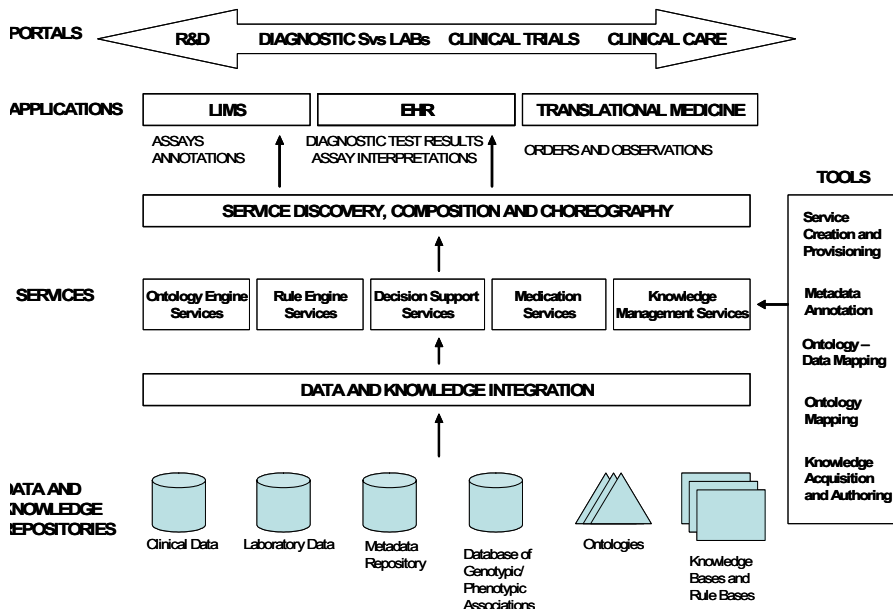 PORTALS
R&D DIAGNOSTIC Svs LABs CLINICAL TRIALS CLINICAL CARE
APPLICATIONS
LIMS
EHR
TRANSLATIONAL MEDICINE
ASSAYS
ANNOTATIONS
DIAGNOSTIC TEST RESULTS
ASSAY INTERPRETATIONS
ORDERS AND OBSERVATIONS
SERVICE DISCOVERY, COMPOSITION AND CHOREOGRAPHY
SERVICES
Ontology Engine
Services
Rule Engine
Services
Decision Support
Services
Medication
Services
Knowledge
Management Services
DATA AND KNOWLEDGE INTEGRATION
DATA AND
KNOWLEDGE
REPOSITORIES
Clinical Data
Laboratory Data
Metadata
Repository
Database of
Genotypic/
Phenotypic
Associations
Ontologies
Knowledge
Bases and
Rule Bases
TOOLS
Service
Creation and
Provisioning
Metadata
Annotation
Ontology –
Data Mapping
Ontology
Mapping
Knowledge
Acquisition
and Authoring